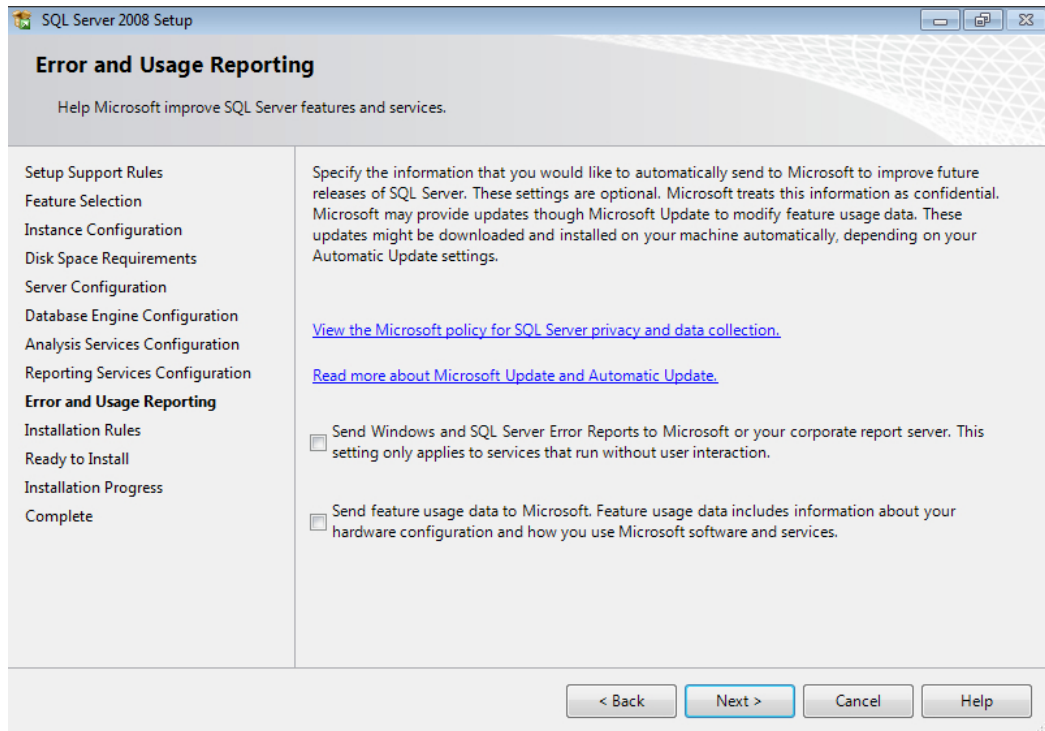 SQL Server 2008 Setup
Error and Usage Reporting
Help Microsoft improve SQL Server features and services.
Setup Support Rules
Feature Selection
Instance Configuration
Disk Space Requirements
Server Configuration
Database Engine Configuration
Analysis Services Configuration
Reporting Services Configuration
Error and Usage Reporting
Installation Rules
Ready to Install
Installation Progress
Complete
Specify the information that you would like to automatically send to Microsoft to improve future
releases of SQL Server. These settings are optional. Microsoft treats this information as confidential.
Microsoft may provide updates though Microsoft Update to modify feature usage data. These
updates might be downloaded and installed on your machine automatically, depending on your
Automatic Update settings.
View the Microsoft policy for SQL Server privacy and data collection.
Read more about Microsoft Update and Automatic Update.
Send Windows and SQL Server Error Reports to Microsoft or your corporate report server. This
setting only applies to services that run without user interaction.
Send feature usage data to Microsoft. Feature usage data includes information about your
hardware configuration and how you use Microsoft software and services.
< Back
Next >
Cancel
Help